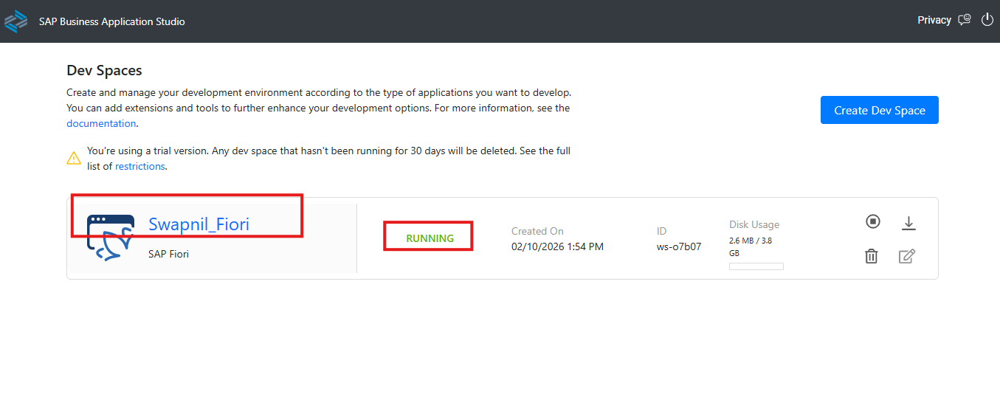 SAP Business Application Studio
Privacy
Dev Spaces
Create and manage your development environment according to the type of applications you want to develop.
You can add extensions and tools to further enhance your development options. For more information, see the
documentation.
Create Dev Space
You're using a trial version. Any dev space that hasn't been running for 30 days will be deleted. See the full
list of restrictions.
Swapnil_Fiori
SAP Fiori
RUNNING
Created On
02/10/2026 1:54 PM
ID
ws-o7b07
Disk Usage
2.6 MB / 3.8
GB